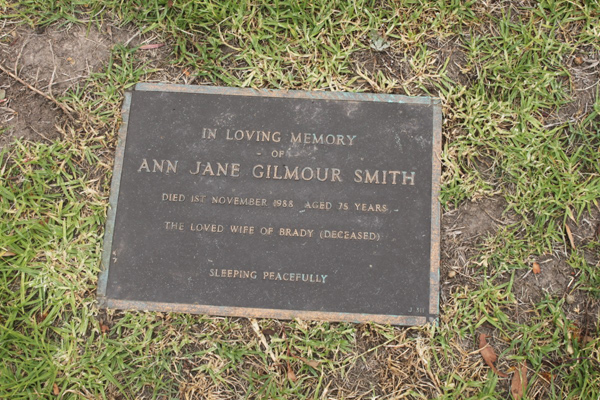 IN LOVING MEMORY
OF
ANN JANE GILMOUR SMITH
DIED 1ST NOVEMBER 1988 AGED 75 YEARS
THE LOVED WIFE OF BRADY (DECEASED)
SLEEPING PEACEFULLY